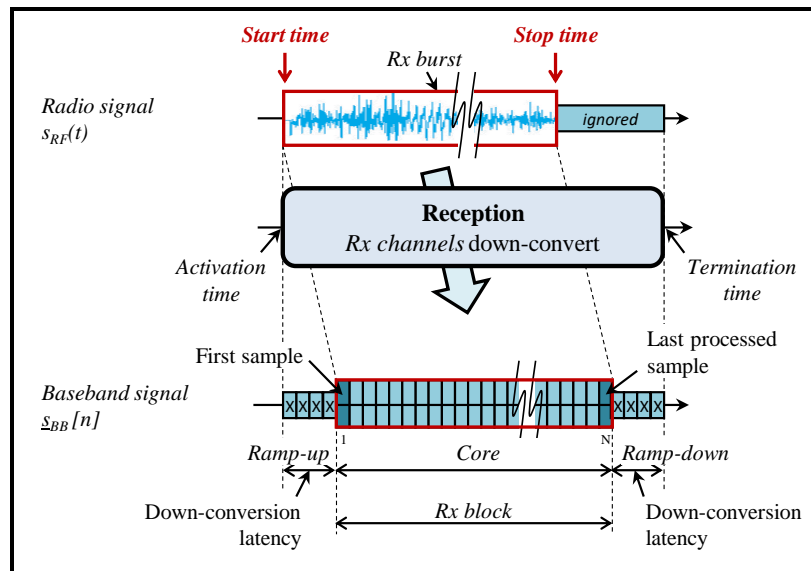 Start time
Stop time
Rx burst
Radio signal
s_RF(t)
ignored
Reception
Rx channels down-convert
Activation
time
Termination
time
First sample
Last processed
sample
Baseband signal
s_BB[n]
X X X X
X X X X
1
N
Ramp-up
Core
Ramp-down
Down-conversion
latency
Rx block
Down-conversion
latency